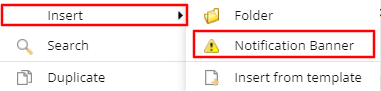 Insert
Folder
Search
Notification Banner
Duplicate
Insert from template